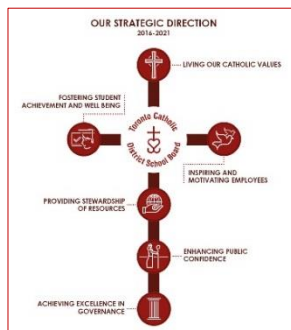 OUR STRATEGIC DIRECTION
2016-2021
LIVING OUR CATHOLIC VALUES
FOSTERING STUDENT
ACHIEVEMENT AND WELL BEING
Toronto Catholic
District School Board
INSPIRING AND
MOTIVATING EMPLOYEES
PROVIDING STEWARDSHIP
OF RESOURCES
ENHANCING PUBLIC
CONFIDENCE
ACHIEVING EXCELLENCE IN
GOVERNANCE